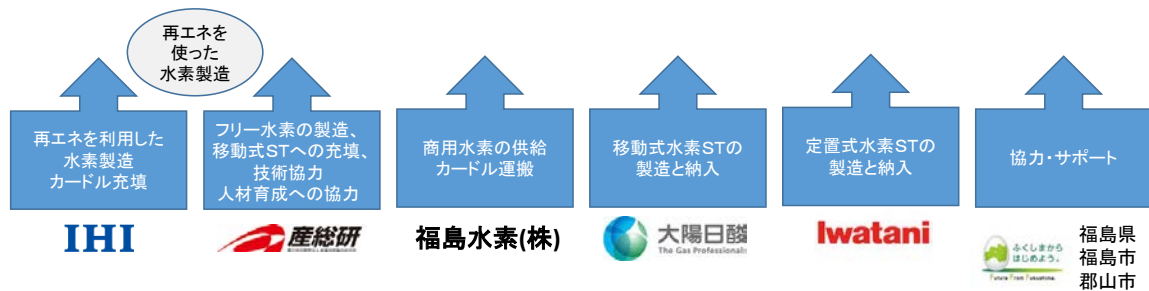 再エネを
使った
水素製造
再エネを利用した
水素製造
カードル充填
フリー水素の製造、
移動式STへの充填、
技術協力
人材育成への協力
商用水素の供給
カードル運搬
移動式水素STの
製造と納入
定置式水素STの
製造と納入
協力・サポート
IHI
産総研
福島水素(株)
大陽日酸
The Gas Professionals
Iwatani
ふくしまから
はじめよう。
Future From Fukushima.
福島県
福島市
郡山市